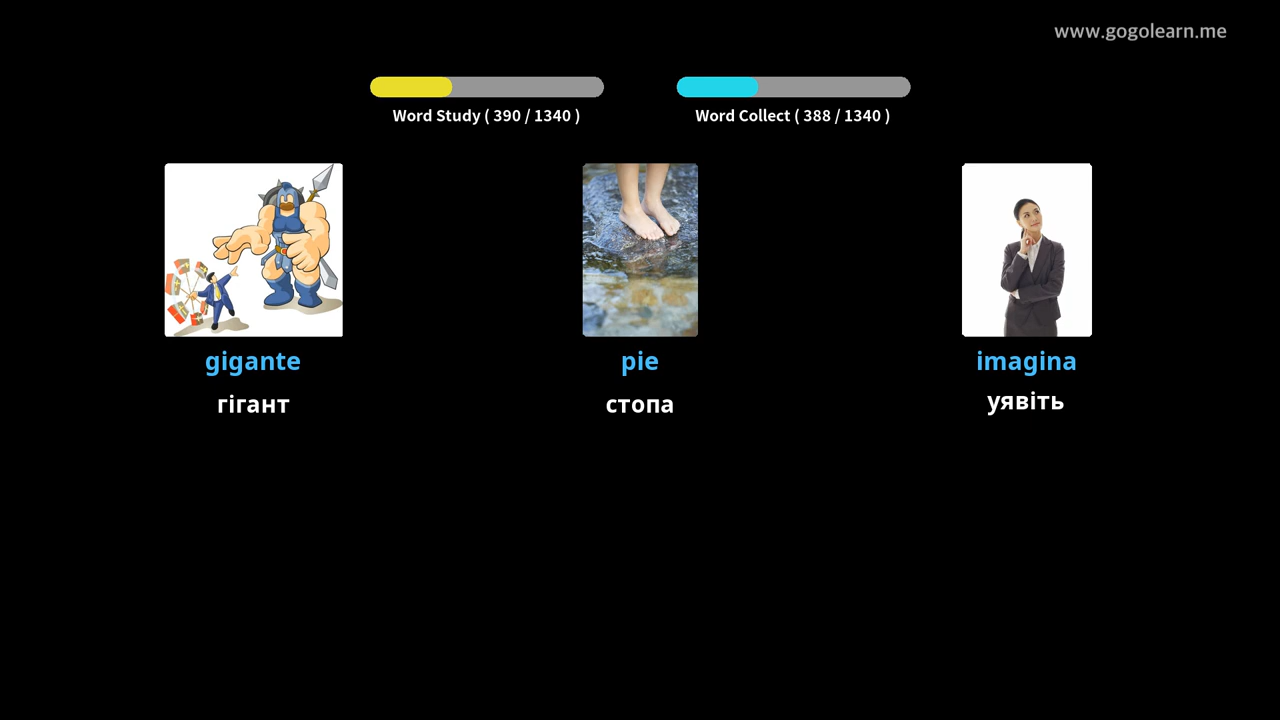 www.gogolearn.me
Word Study ( 390 / 1340 )
Word Collect ( 388 / 1340 )
gigante
pie
imagina
гігант
стопа
уявіть